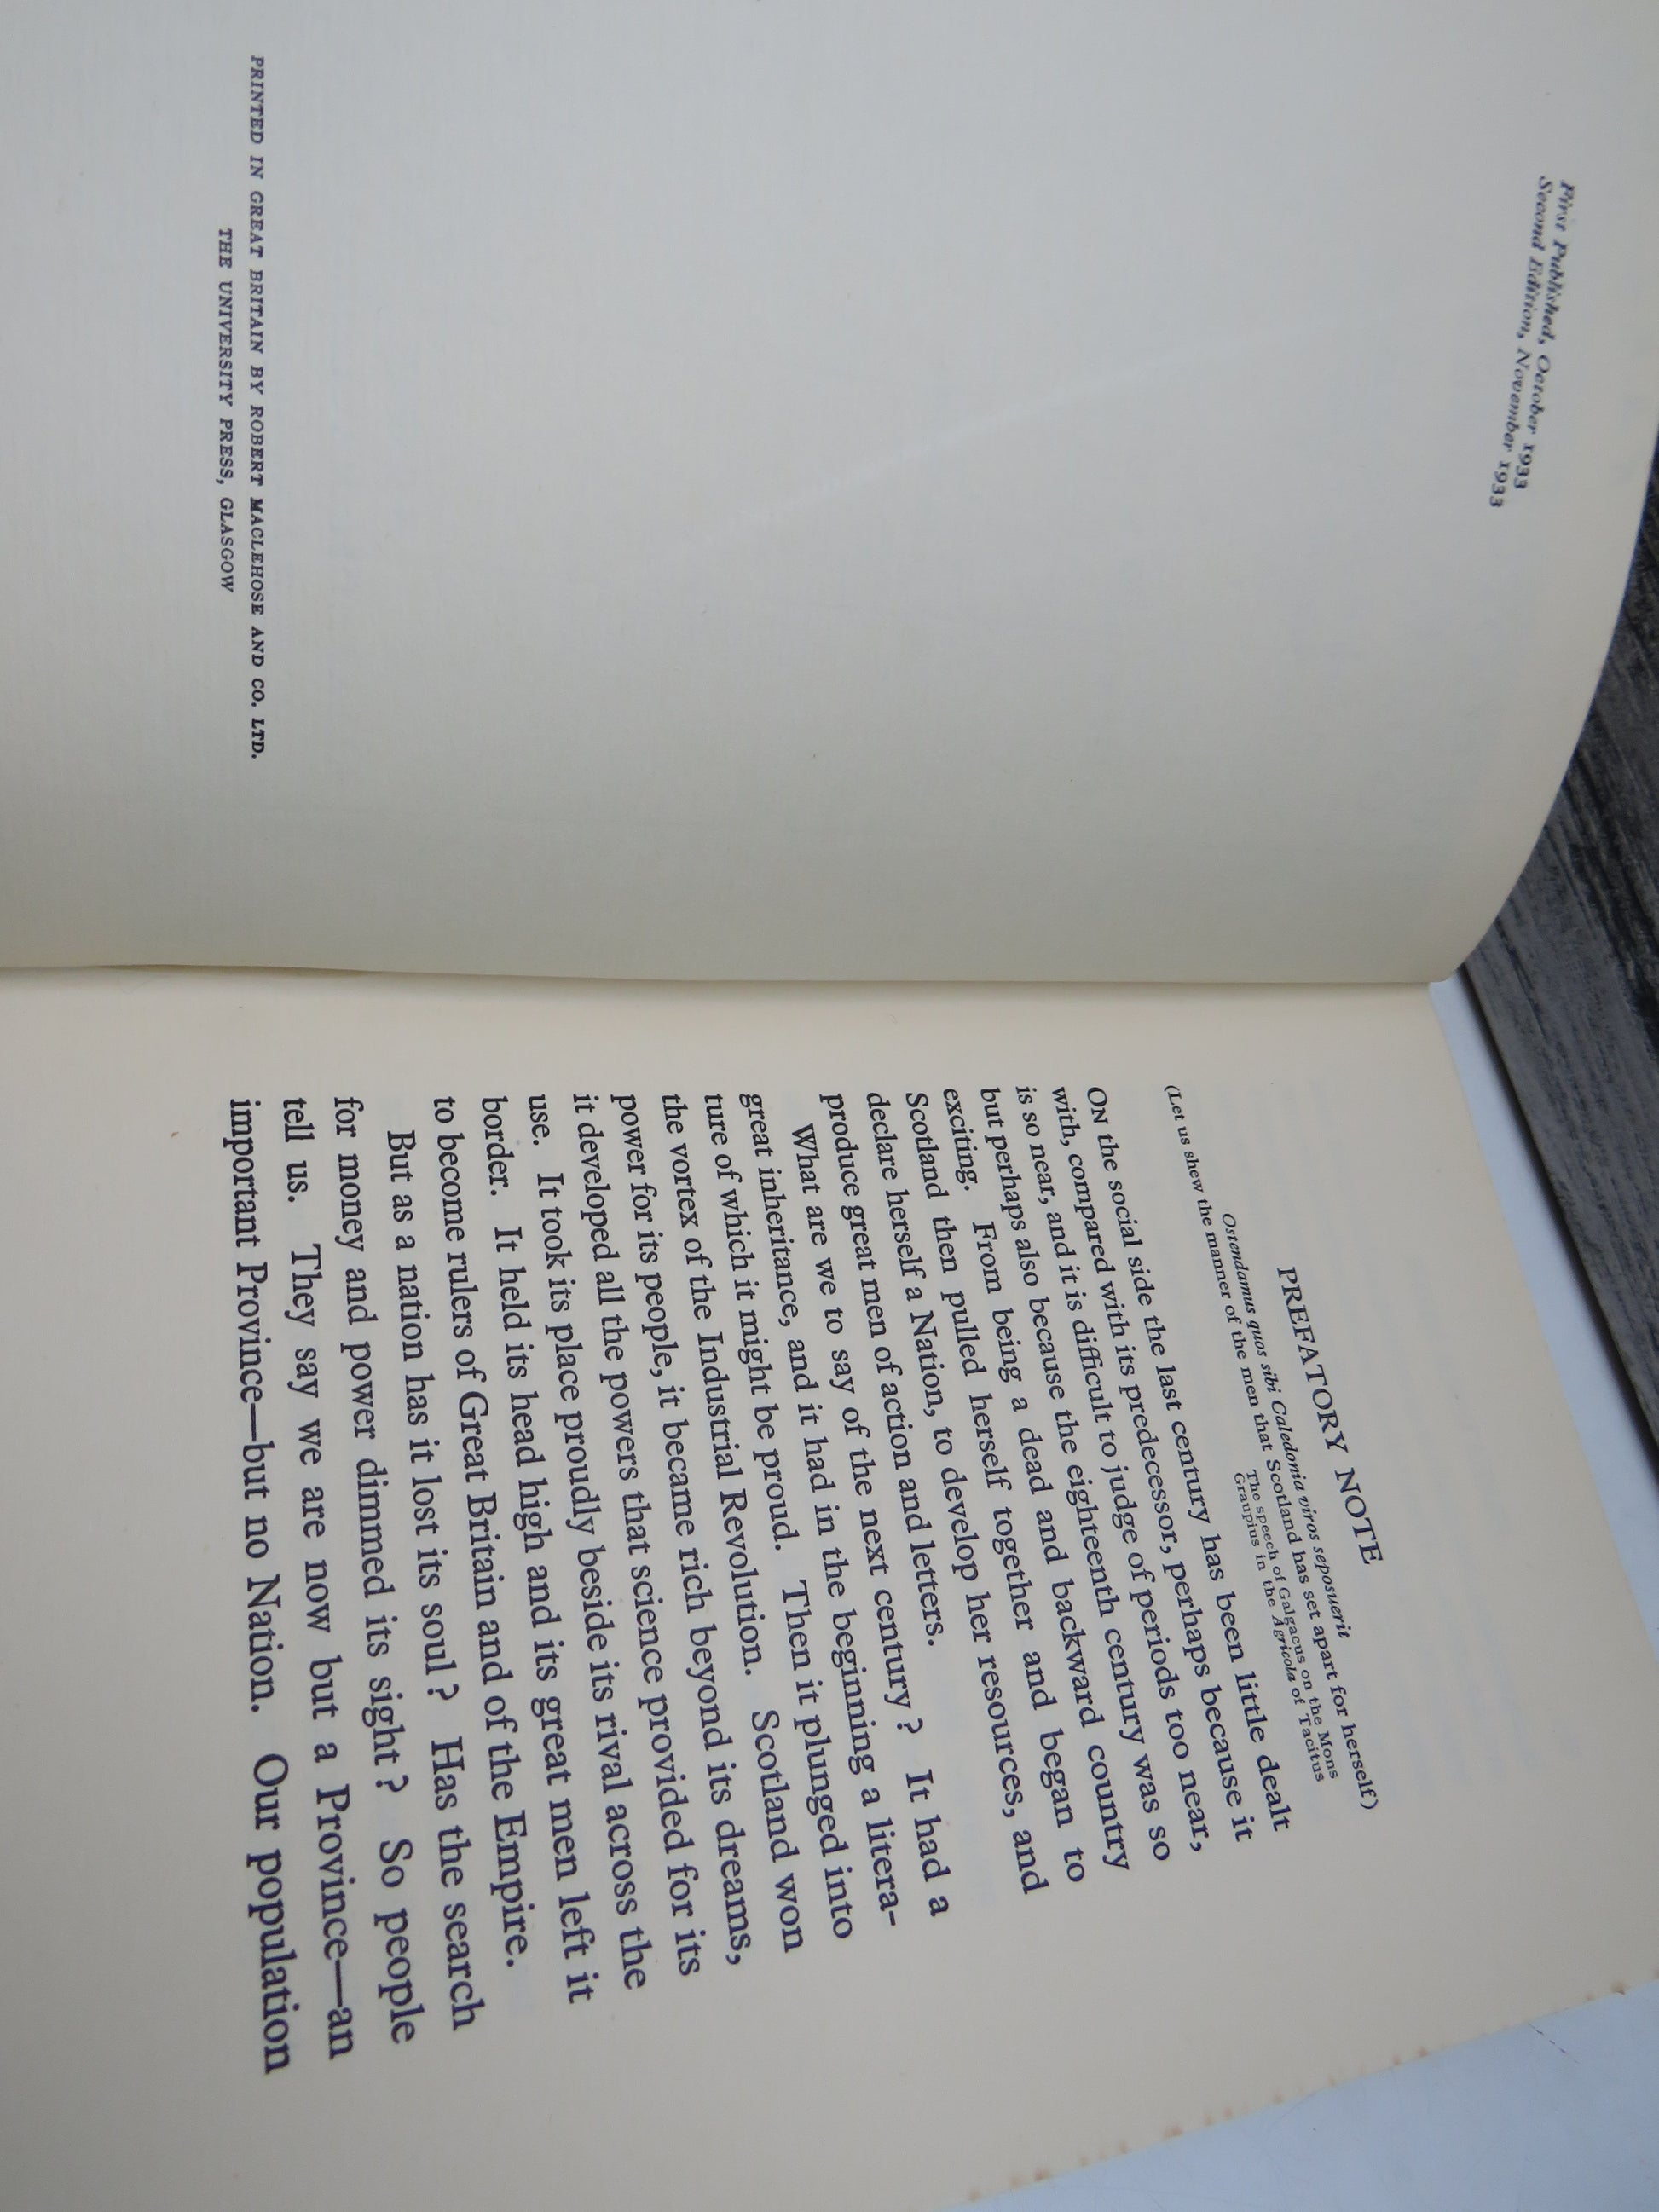 First Published, October 1933
Second Edition, November 1933
PRINTED IN GREAT BRITAIN BY ROBERT MACLEHOSE AND CO. LTD.
THE UNIVERSITY PRESS, GLASGOW
PREFATORY NOTE
Ostendamus quos sibi Caledonia viros seposuerit
(Let us shew the manner of the men that Scotland has set apart for herself)
The speech of Galgacus on the Mons
Graupius in the Agricola of Tacitus
ON the social side the last century has been little dealt
with, compared with its predecessor, perhaps because it
is so near, and it is difficult to judge of periods too near,
but perhaps also because the eighteenth century was so
exciting. From being a dead and backward country
Scotland then pulled herself together and began to
declare herself a Nation, to develop her resources, and
produce great men of action and letters.
What are we to say of the next century? It had a
great inheritance, and it had in the beginning a litera-
ture of which it might be proud. Then it plunged into
the vortex of the Industrial Revolution. Scotland won
power for its people, it became rich beyond its dreams,
it developed all the powers that science provided for its
use. It took its place proudly beside its rival across the
border. It held its head high and its great men left it
to become rulers of Great Britain and of the Empire.
But as a nation has it lost its soul? Has the search
for money and power dimmed its sight? So people
tell us. They say we are now but a Province—an
important Province—but no Nation. Our population